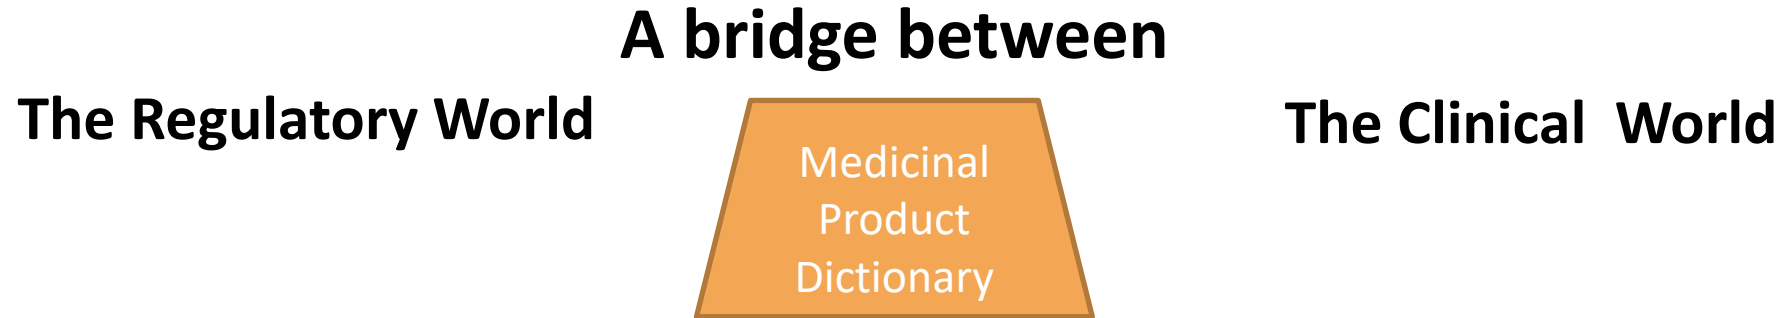 A bridge between
The Regulatory World
The Clinical  World
Medicinal
Product
Dictionary